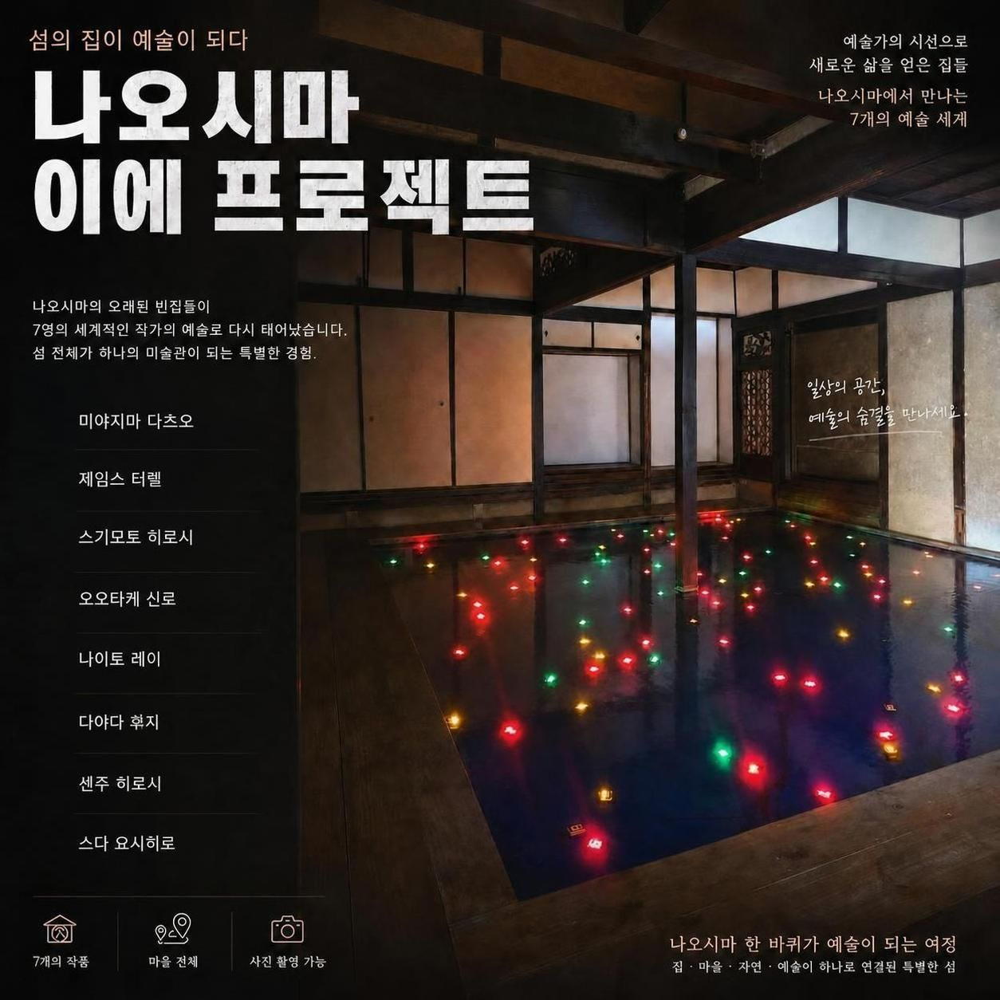 섬의 집이 예술이 되다
나오시마
이에 프로젝트
예술가의 시선으로
새로운 삶을 얻은 집들
나오시마에서 만나는
7개의 예술 세계
나오시마의 오래된 빈집들이
7영의 세계적인 작가의 예술로 다시 태어났습니다.
섬 전체가 하나의 미술관이 되는 특별한 경험.
미야지마 다츠오
제임스 터렐
스기모토 히로시
오오타케 신로
나이토 레이
다야다
센주 히로시
스다 요시히로
일상의 공간,
예술의 숨결을 만나세요.
7개의 작품
마을 전체
사진 촬영 가능
나오시마 한 바퀴가 예술이 되는 여정
집 · 마을 · 자연 · 예술이 하나로 연결된 특별한 섬